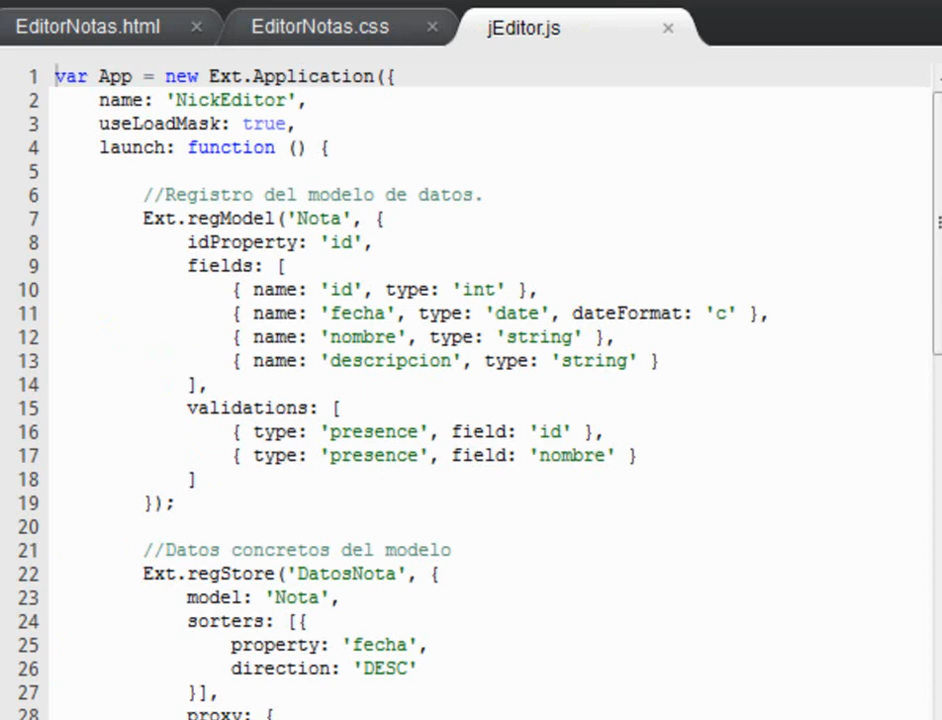 EditorNotas.html × EditorNotas.css × jEditor.js ×
1 var App = new Ext.Application({
2 name: 'NickEditor',
3 useLoadMask: true,
4 launch: function () {
5
6 //Registro del modelo de datos.
7 Ext.regModel('Nota', {
8 idProperty: 'id',
9 fields: [
10 { name: 'id', type: 'int' },
11 { name: 'fecha', type: 'date', dateFormat: 'c' },
12 { name: 'nombre', type: 'string' },
13 { name: 'descripcion', type: 'string' }
14 ],
15 validations: [
16 { type: 'presence', field: 'id' },
17 { type: 'presence', field: 'nombre' }
18 ]
19 });
20
21 //Datos concretos del modelo
22 Ext.regStore('DatosNota', {
23 model: 'Nota',
24 sorters: [{
25 property: 'fecha',
26 direction: 'DESC'
27 }],
28 proxy: {